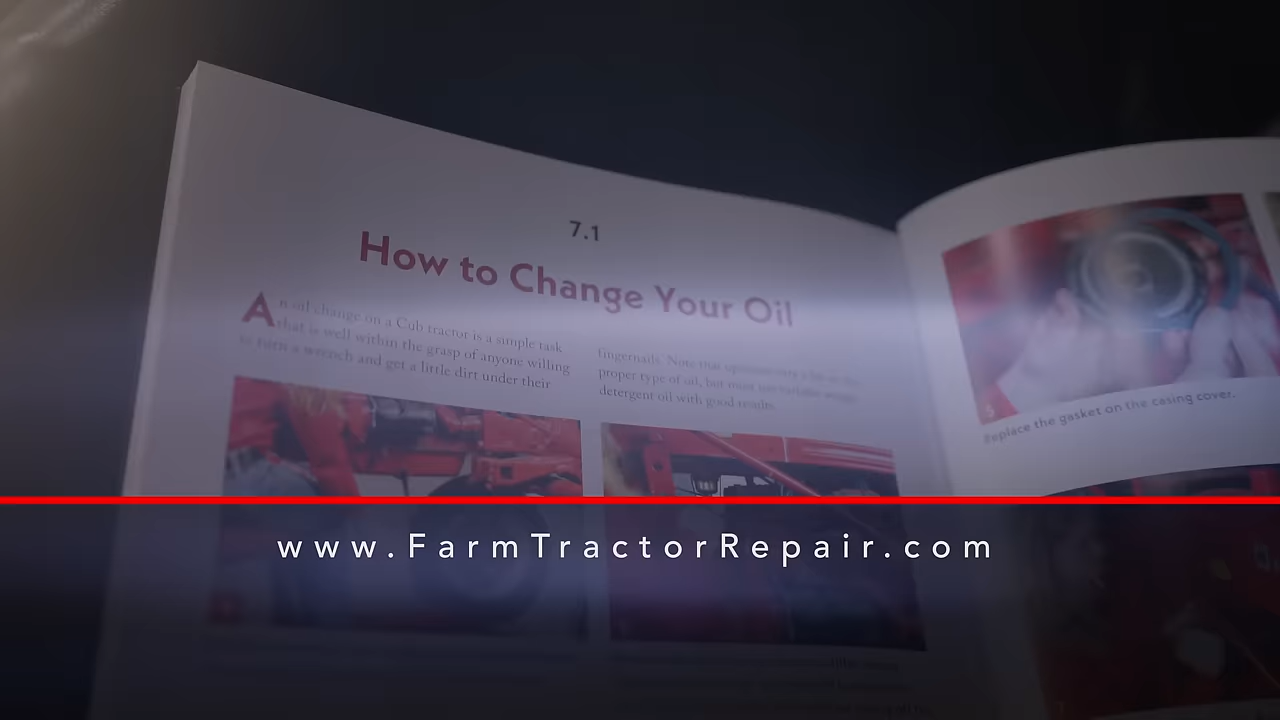 7.1
How to Change Your Oil
An oil change on a Cub tractor is a simple task
that is well within the grasp of anyone willing
to turn a wrench and get a little dirt under their
fingernails. Note that
proper type of oil, but most
detergent oil with good results.
5
Replace the gasket on the casing cover.
www.FarmTractorRepair.com